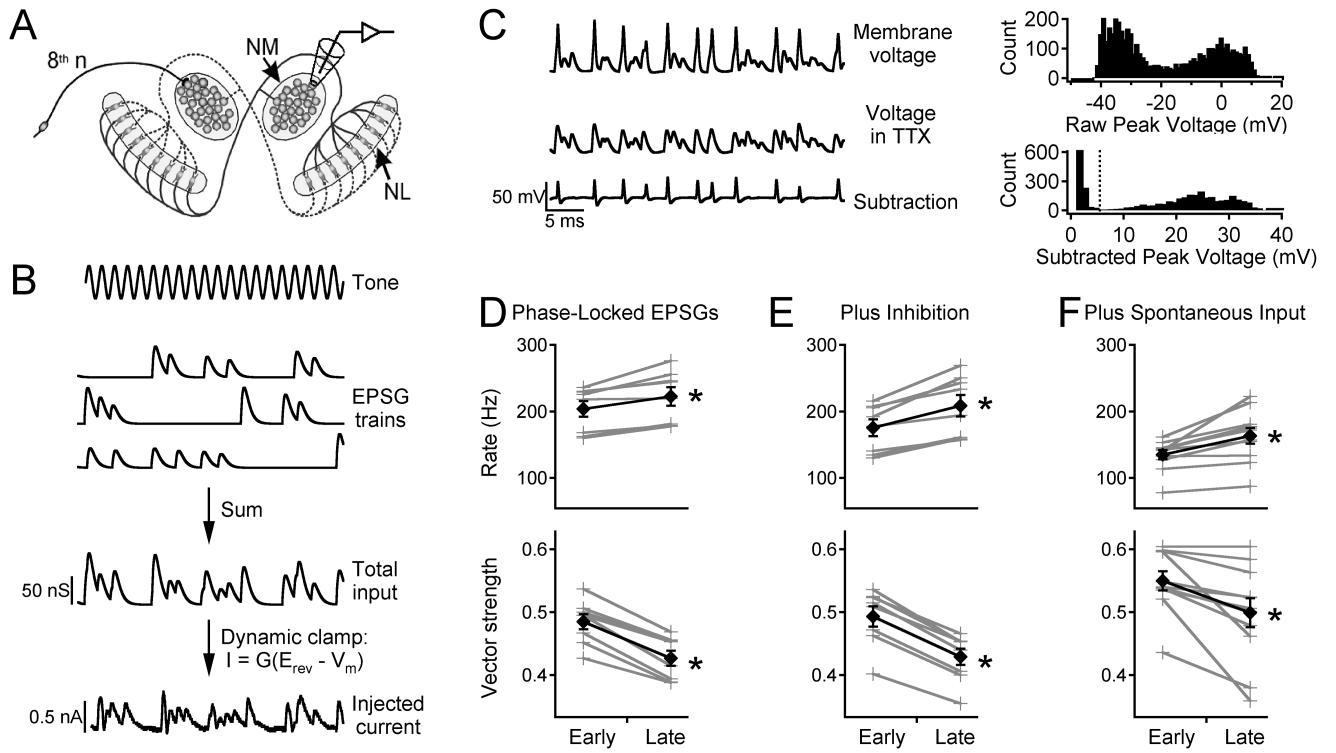 A
8th n
NM
NL
B
Tone
EPSG
trains
Sum
50 nS
Total
input
Dynamic clamp:
I = G(Erev - Vm)
0.5 nA
Injected
current
C
Membrane
voltage
Voltage
in TTX
50 mV
5 ms
Subtraction
Count
200
100
0
-40 -20 0 20
Raw Peak Voltage (mV)
Count
600
300
0
0 10 20 30 40
Subtracted Peak Voltage (mV)
D Phase-Locked EPSGs
Rate (Hz)
300
200
100
*
Vector strength
0.6
0.5
0.4
*
Early Late
E Plus Inhibition
300
200
100
*
0.6
0.5
0.4
*
Early Late
F Plus Spontaneous Input
300
200
100
*
0.6
0.5
0.4
*
Early Late